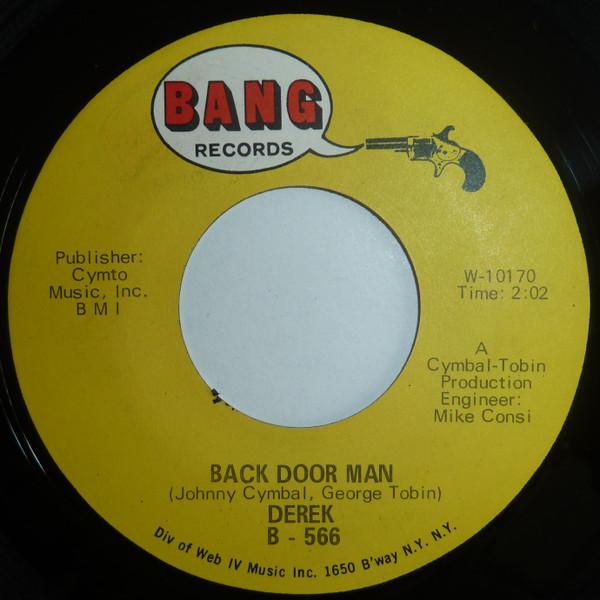 BANG
RECORDS
Publisher:
Cymto
Music, Inc.
B M I
W-10170
Time: 2:02
A
Cymbal-Tobin
Production
Engineer:
Mike Consi
BACK DOOR MAN
(Johnny Cymbal, George Tobin)
DEREK
B - 566
Div of Web IV Music Inc. 1650 B'way N.Y. N.Y.